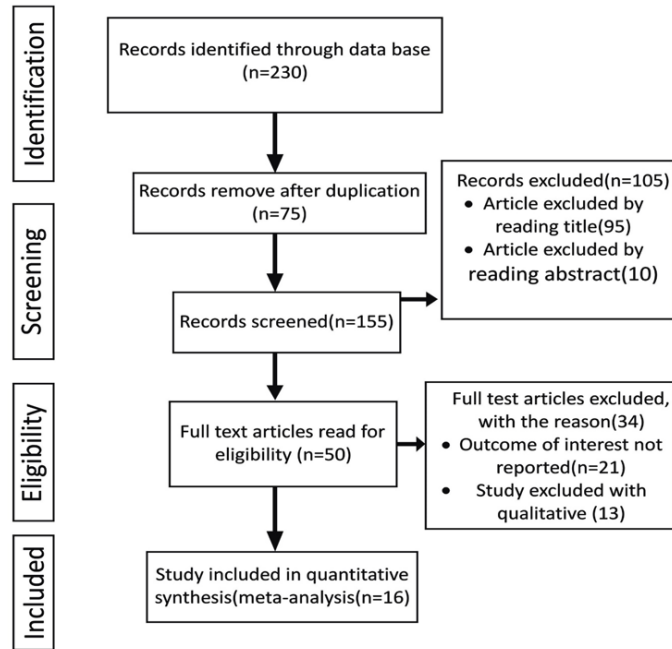 Identification
Records identified through data base
(n=230)
Records remove after duplication
(n=75)
Records excluded(n=105)
• Article excluded by
reading title(95)
• Article excluded by
reading abstract(10)
Screening
Records screened(n=155)
Eligibility
Full text articles read for
eligibility (n=50)
Full test articles excluded,
with the reason(34)
• Outcome of interest not
reported(n=21)
• Study excluded with
qualitative (13)
Included
Study included in quantitative
synthesis(meta-analysis(n=16)